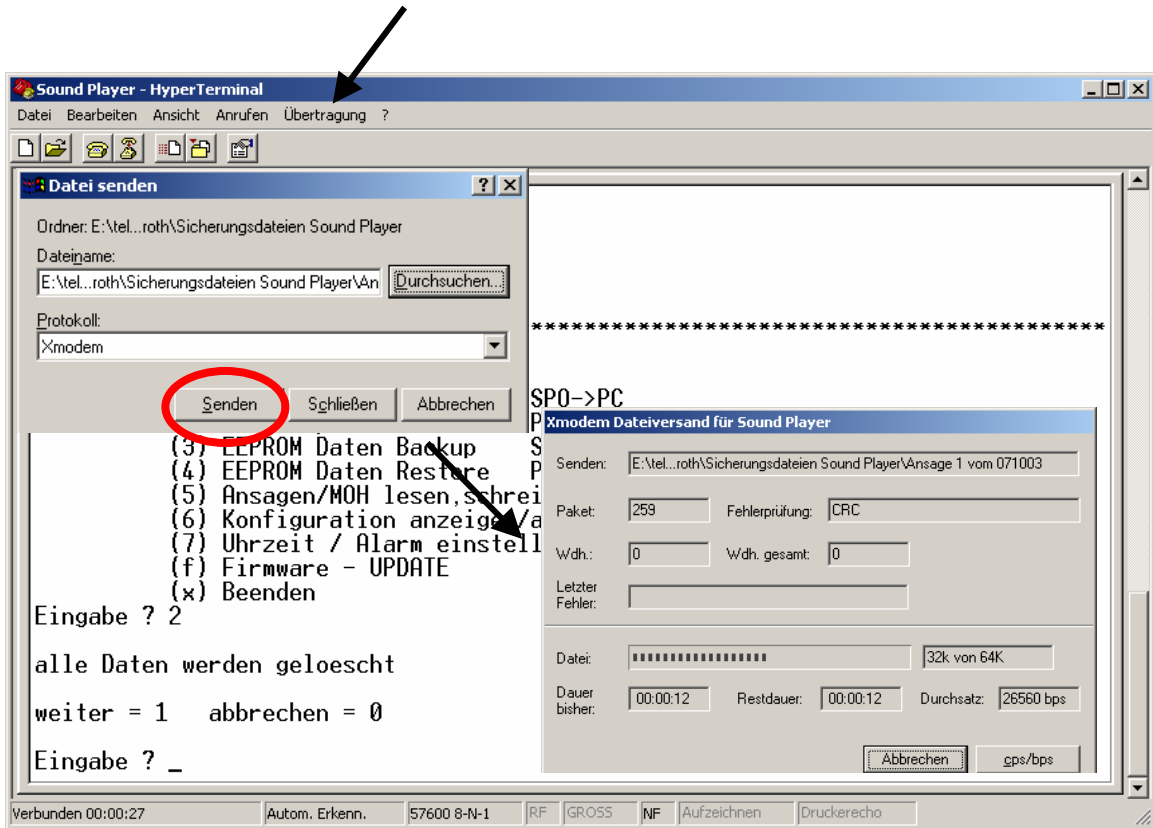 Sound Player - HyperTerminal
Datei Bearbeiten Ansicht Anrufen Übertragung ?
Datei senden
Ordner: E:\tel...roth\Sicherungsdateien Sound Player
Dateiname:
E:\tel...roth\Sicherungsdateien Sound Player\An Durchsuchen...
Protokoll:
Xmodem
Senden Schließen Abbrechen
*******************************************
SPO->PC
P
(3) EEPROM Daten Backup S
(4) EEPROM Daten Restore P
(5) Ansagen/MOH lesen,schrei
(6) Konfiguration anzeigen/a
(7) Uhrzeit / Alarm einstell
(f) Firmware - UPDATE
(x) Beenden
Eingabe ? 2
alle Daten werden geloescht
weiter = 1 abbrechen = 0
Eingabe ? _
Xmodem Dateiversand für Sound Player
Senden: E:\tel...roth\Sicherungsdateien Sound Player\Ansage 1 vom 071003
Paket: 259 Fehlerprüfung: CRC
Wdh.: 0 Wdh. gesamt: 0
Letzter
Fehler:
Datei: 32k von 64K
Dauer
bisher: 00:00:12 Restdauer: 00:00:12 Durchsatz: 26560 bps
Abbrechen cps/bps
Verbunden 00:00:27 Autom. Erkenn. 57600 8-N-1 RF GROSS NF Aufzeichnen Druckerecho